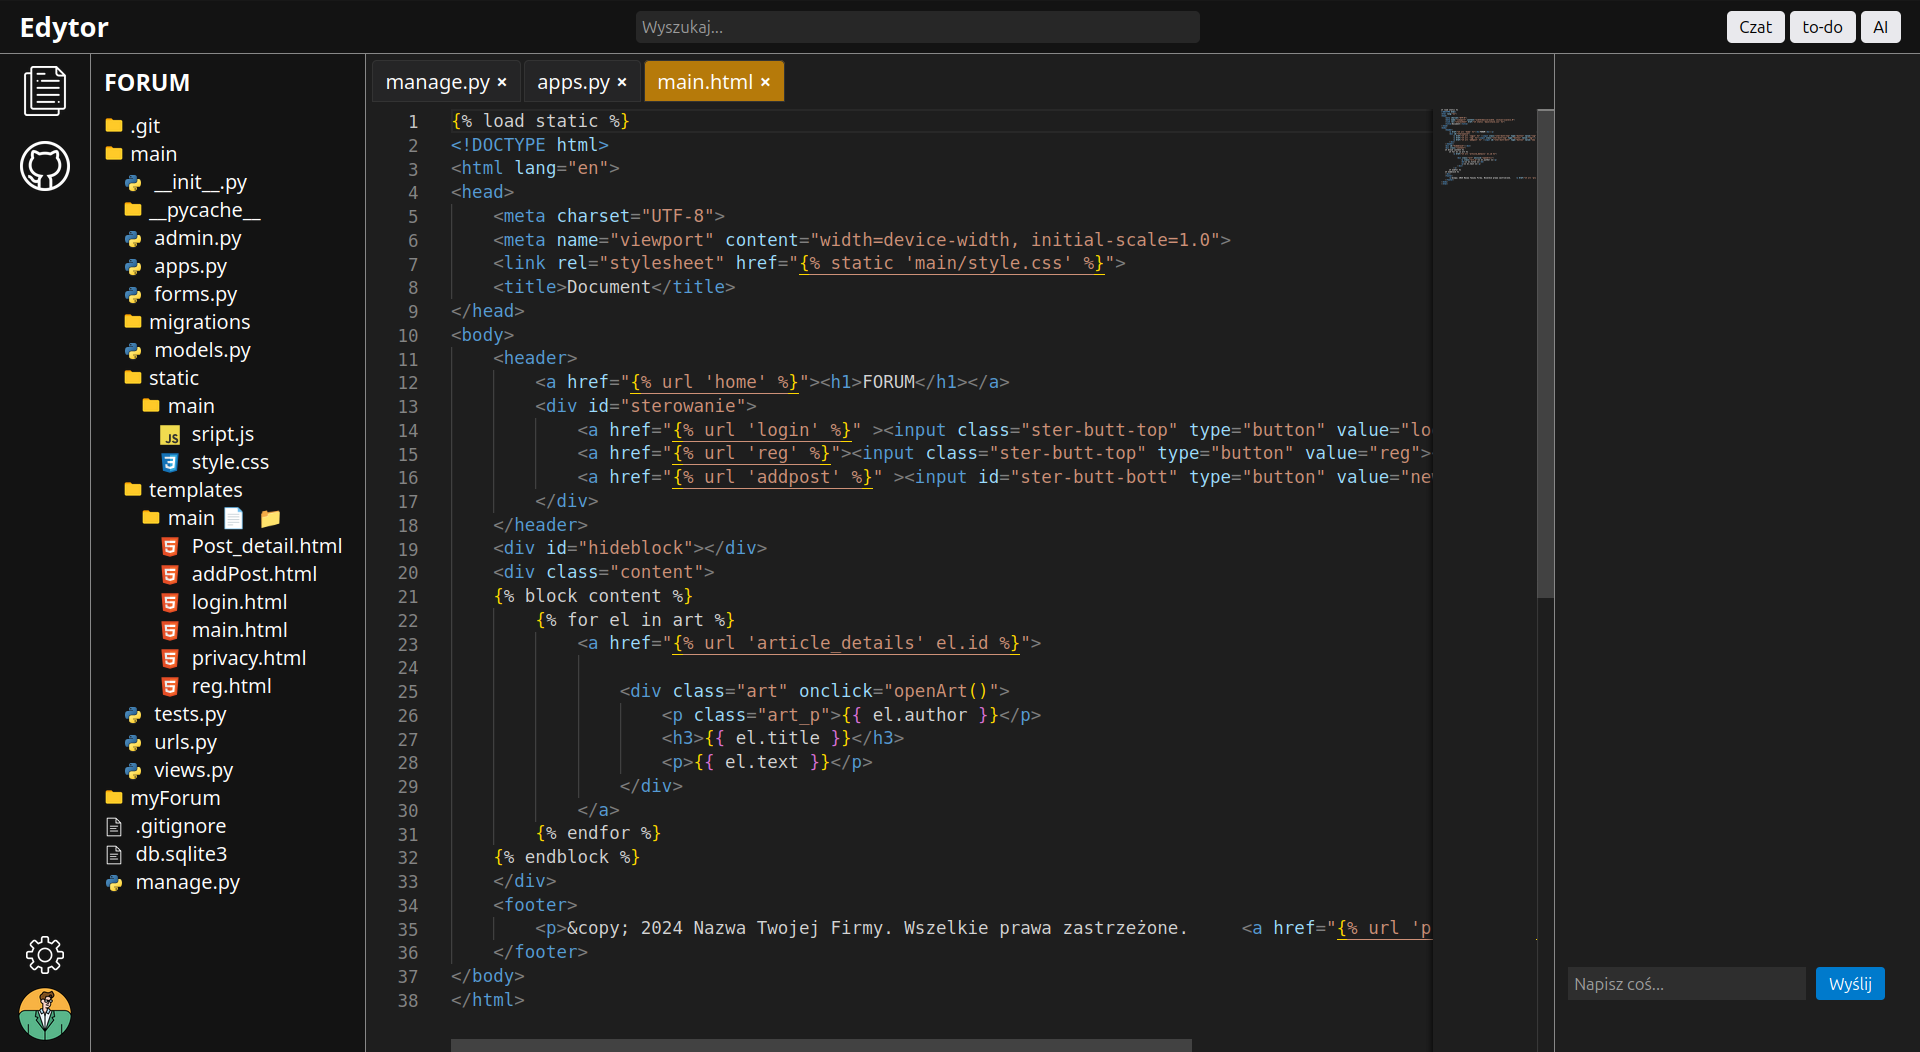 Edytor
Wyszukaj...
Czat
to-do
AI
FORUM
.git
main
__init__.py
__pycache__
admin.py
apps.py
forms.py
migrations
models.py
static
main
sript.js
style.css
templates
main
Post_detail.html
addPost.html
login.html
main.html
privacy.html
reg.html
tests.py
urls.py
views.py
myForum
.gitignore
db.sqlite3
manage.py
manage.py ×
apps.py ×
main.html ×
1 {% load static %}
2 <!DOCTYPE html>
3 <html lang="en">
4 <head>
5 <meta charset="UTF-8">
6 <meta name="viewport" content="width=device-width, initial-scale=1.0">
7 <link rel="stylesheet" href="{% static 'main/style.css' %}">
8 <title>Document</title>
9 </head>
10 <body>
11 <header>
12 <a href="{% url 'home' %}"><h1>FORUM</h1></a>
13 <div id="sterowanie">
14 <a href="{% url 'login' %}" ><input class="ster-butt-top" type="button" value="lo
15 <a href="{% url 'reg' %}"><input class="ster-butt-top" type="button" value="reg">
16 <a href="{% url 'addpost' %}" ><input id="ster-butt-bott" type="button" value="ne
17 </div>
18 </header>
19 <div id="hideblock"></div>
20 <div class="content">
21 {% block content %}
22 {% for el in art %}
23 <a href="{% url 'article_details' el.id %}">
24
25 <div class="art" onclick="openArt()">
26 <p class="art_p">{{ el.author }}</p>
27 <h3>{{ el.title }}</h3>
28 <p>{{ el.text }}</p>
29 </div>
30 </a>
31 {% endfor %}
32 {% endblock %}
33 </div>
34 <footer>
35 <p>&copy; 2024 Nazwa Twojej Firmy. Wszelkie prawa zastrzeżone. <a href="{% url 'p
36 </footer>
37 </body>
38 </html>
Napisz coś...
Wyślij